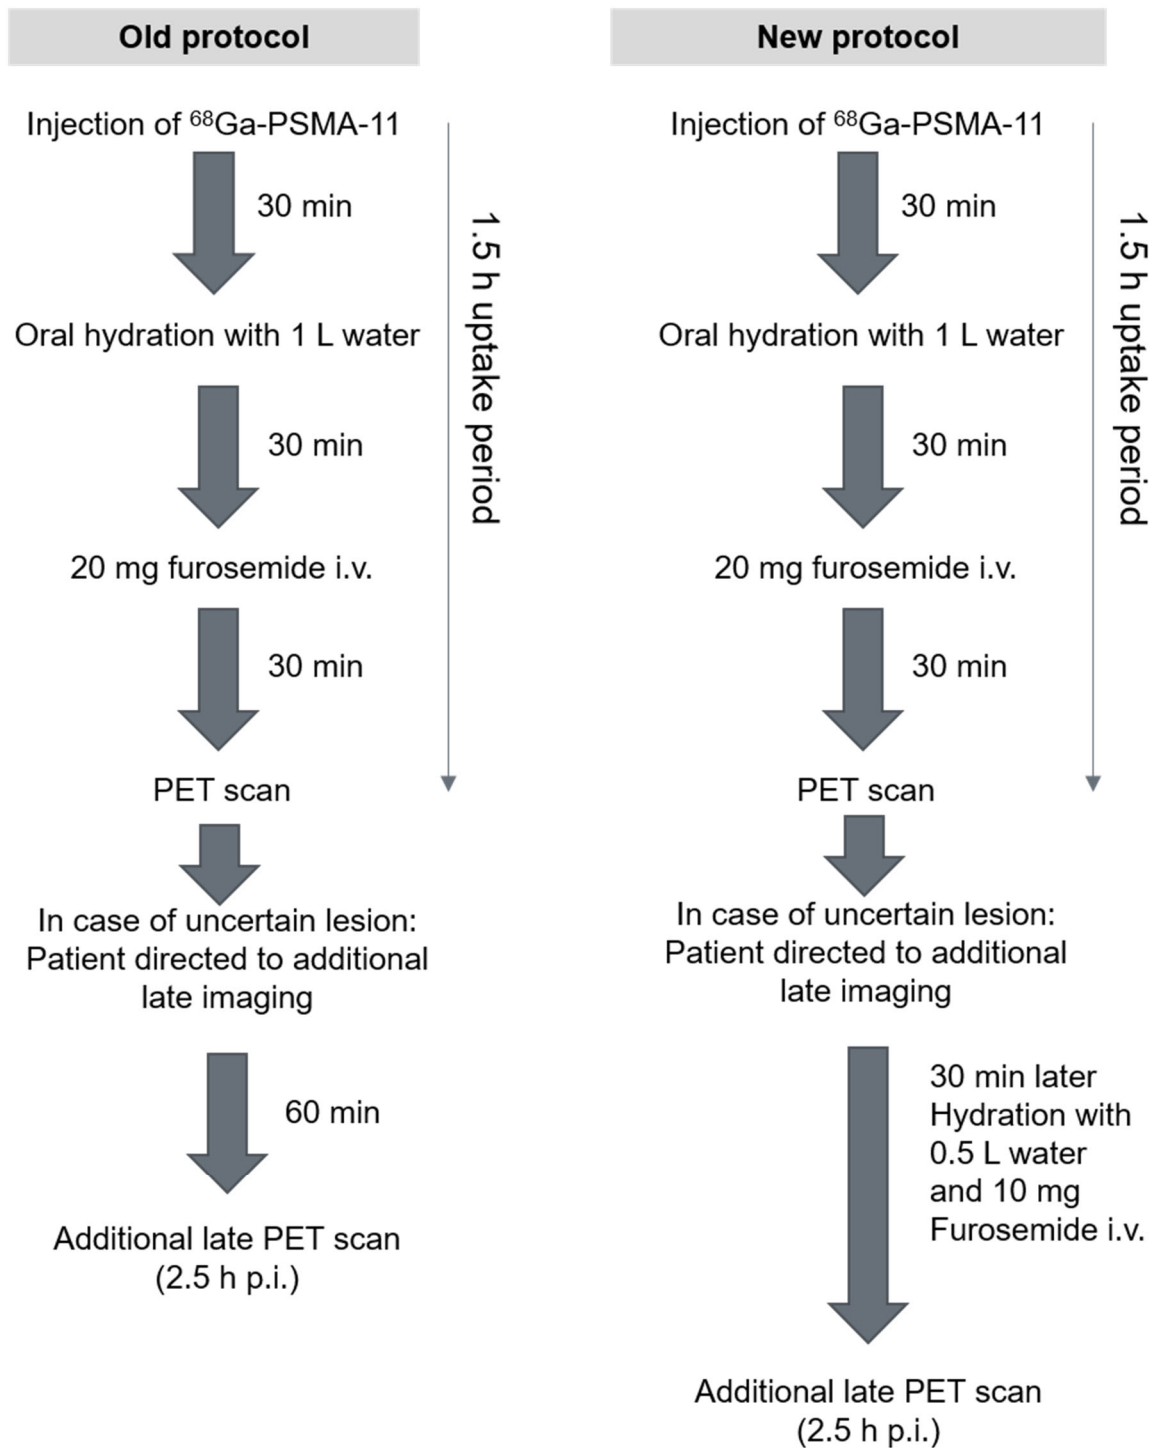 Old protocol
Injection of ⁶⁸Ga-PSMA-11
30 min
Oral hydration with 1 L water
30 min
20 mg furosemide i.v.
30 min
PET scan
1.5 h uptake period
In case of uncertain lesion:
Patient directed to additional
late imaging
60 min
Additional late PET scan
(2.5 h p.i.)
New protocol
Injection of ⁶⁸Ga-PSMA-11
30 min
Oral hydration with 1 L water
30 min
20 mg furosemide i.v.
30 min
PET scan
1.5 h uptake period
In case of uncertain lesion:
Patient directed to additional
late imaging
30 min later
Hydration with
0.5 L water
and 10 mg
Furosemide i.v.
Additional late PET scan
(2.5 h p.i.)